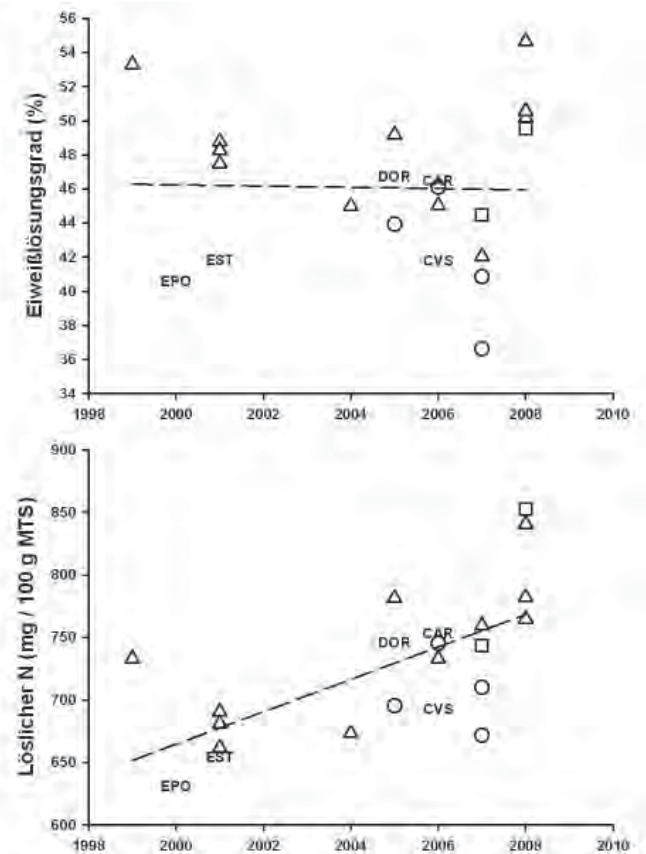 56
54
52
50
48
46
44
42
40
38
36
34
Eiweißlösungsgrad (%)
DOR
CAR
EST
CVS
EPO
1998 2000 2002 2004 2006 2008 2010
900
850
800
750
700
650
600
Löslicher N (mg / 100 g MTS)
DOR
CAR
CVS
EST
EPO
1998 2000 2002 2004 2006 2008 2010